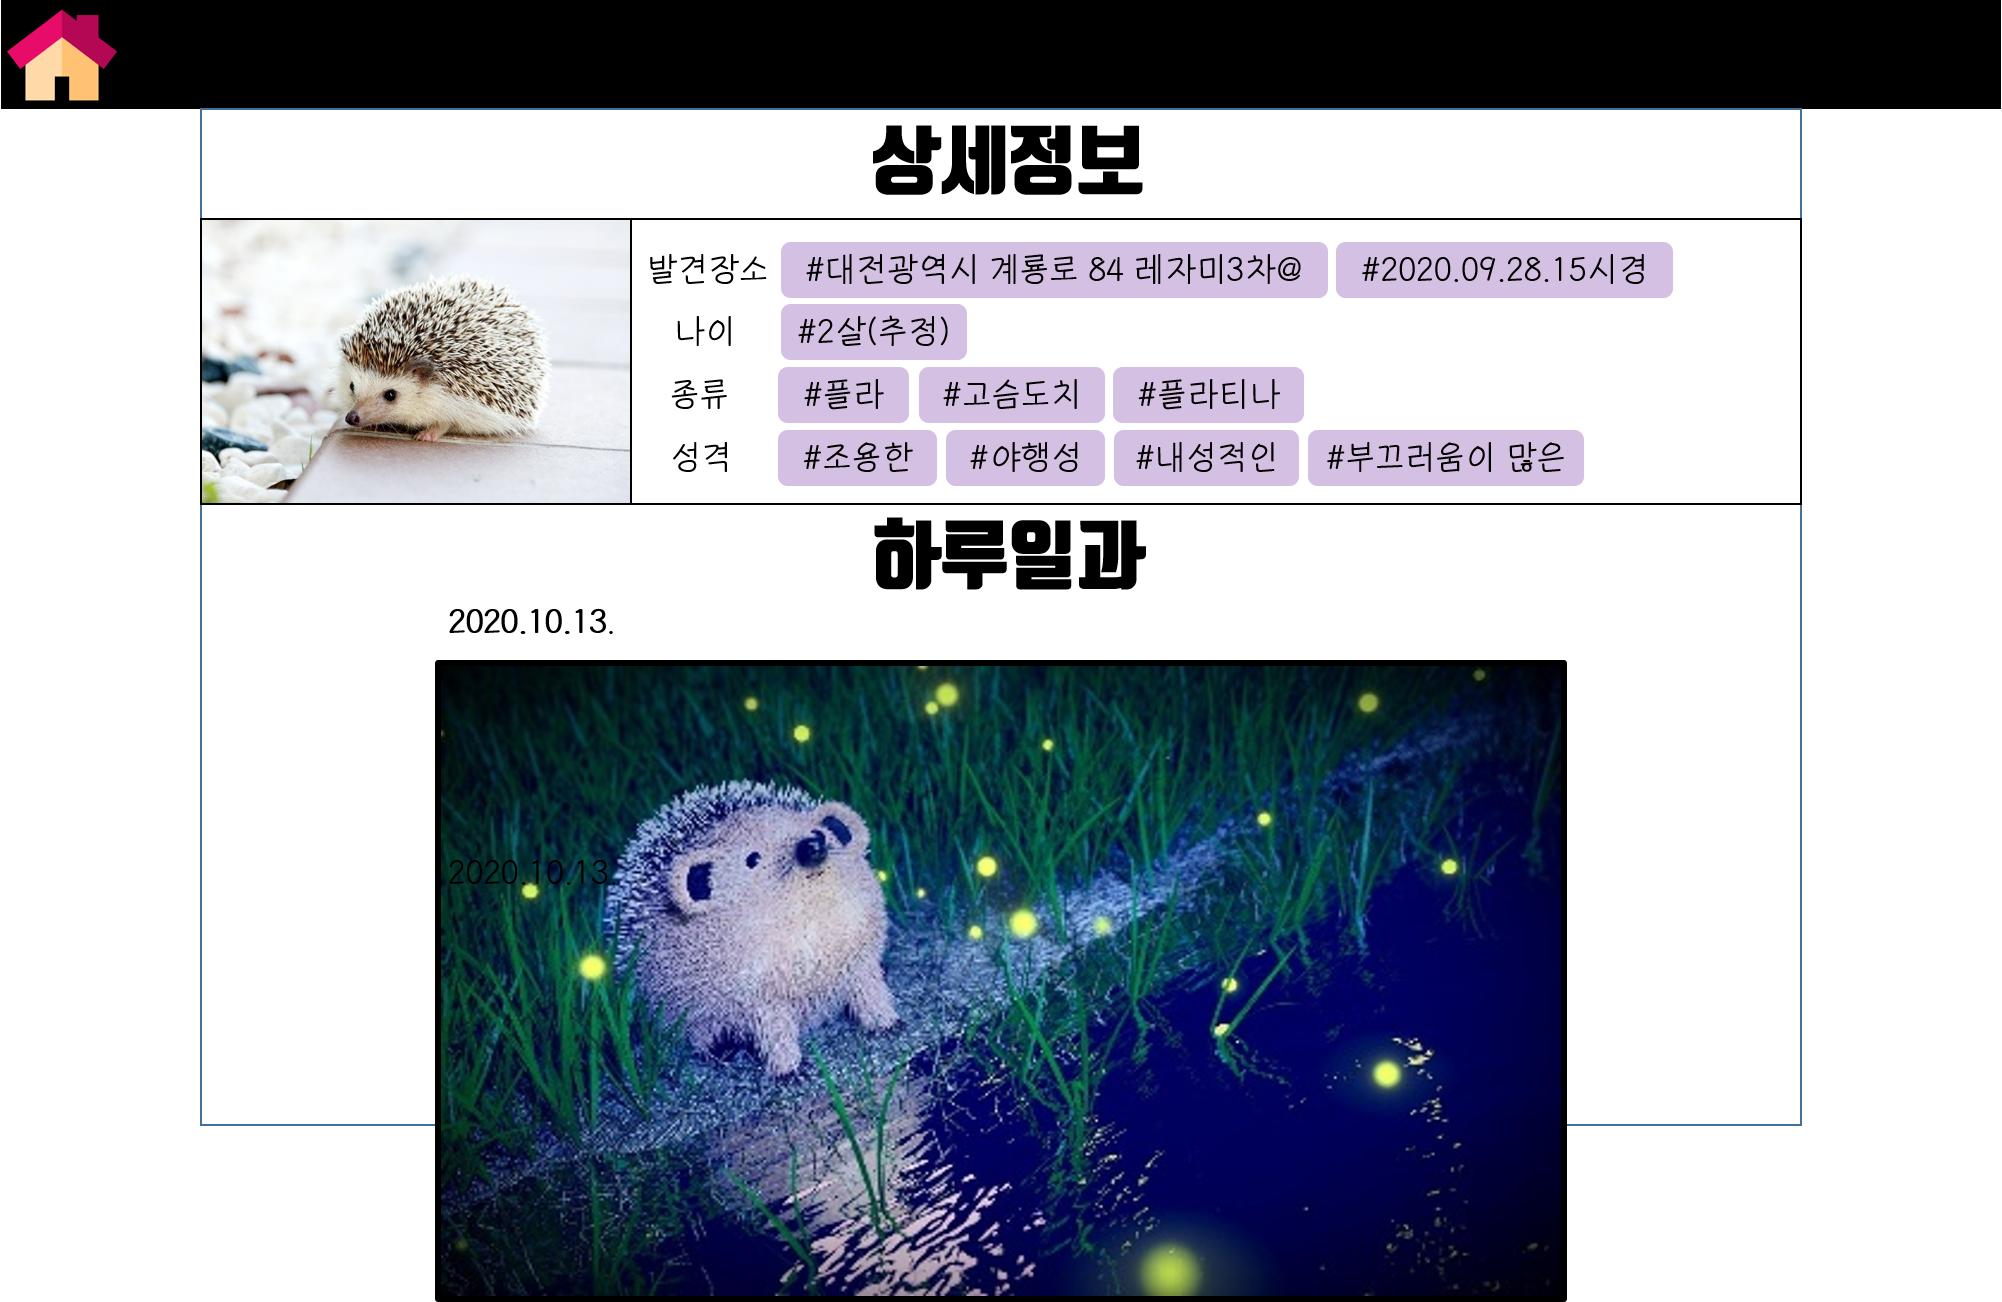 상세정보
발견장소 #대전광역시 계룡로 84 레자미3차@ #2020.09.28.15시경
나이 #2살(추정)
종류 #플라 #고슴도치 #플라티나
성격 #조용한 #야행성 #내성적인 #부끄러움이 많은
하루일과
2020.10.13.
2020.10.13